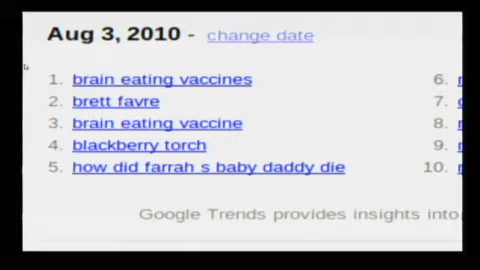 Aug 3, 2010 - change date
1. brain eating vaccines
2. brett favre
3. brain eating vaccine
4. blackberry torch
5. how did farrah s baby daddy die
6.
7.
8.
9.
10.
Google Trends provides insights into